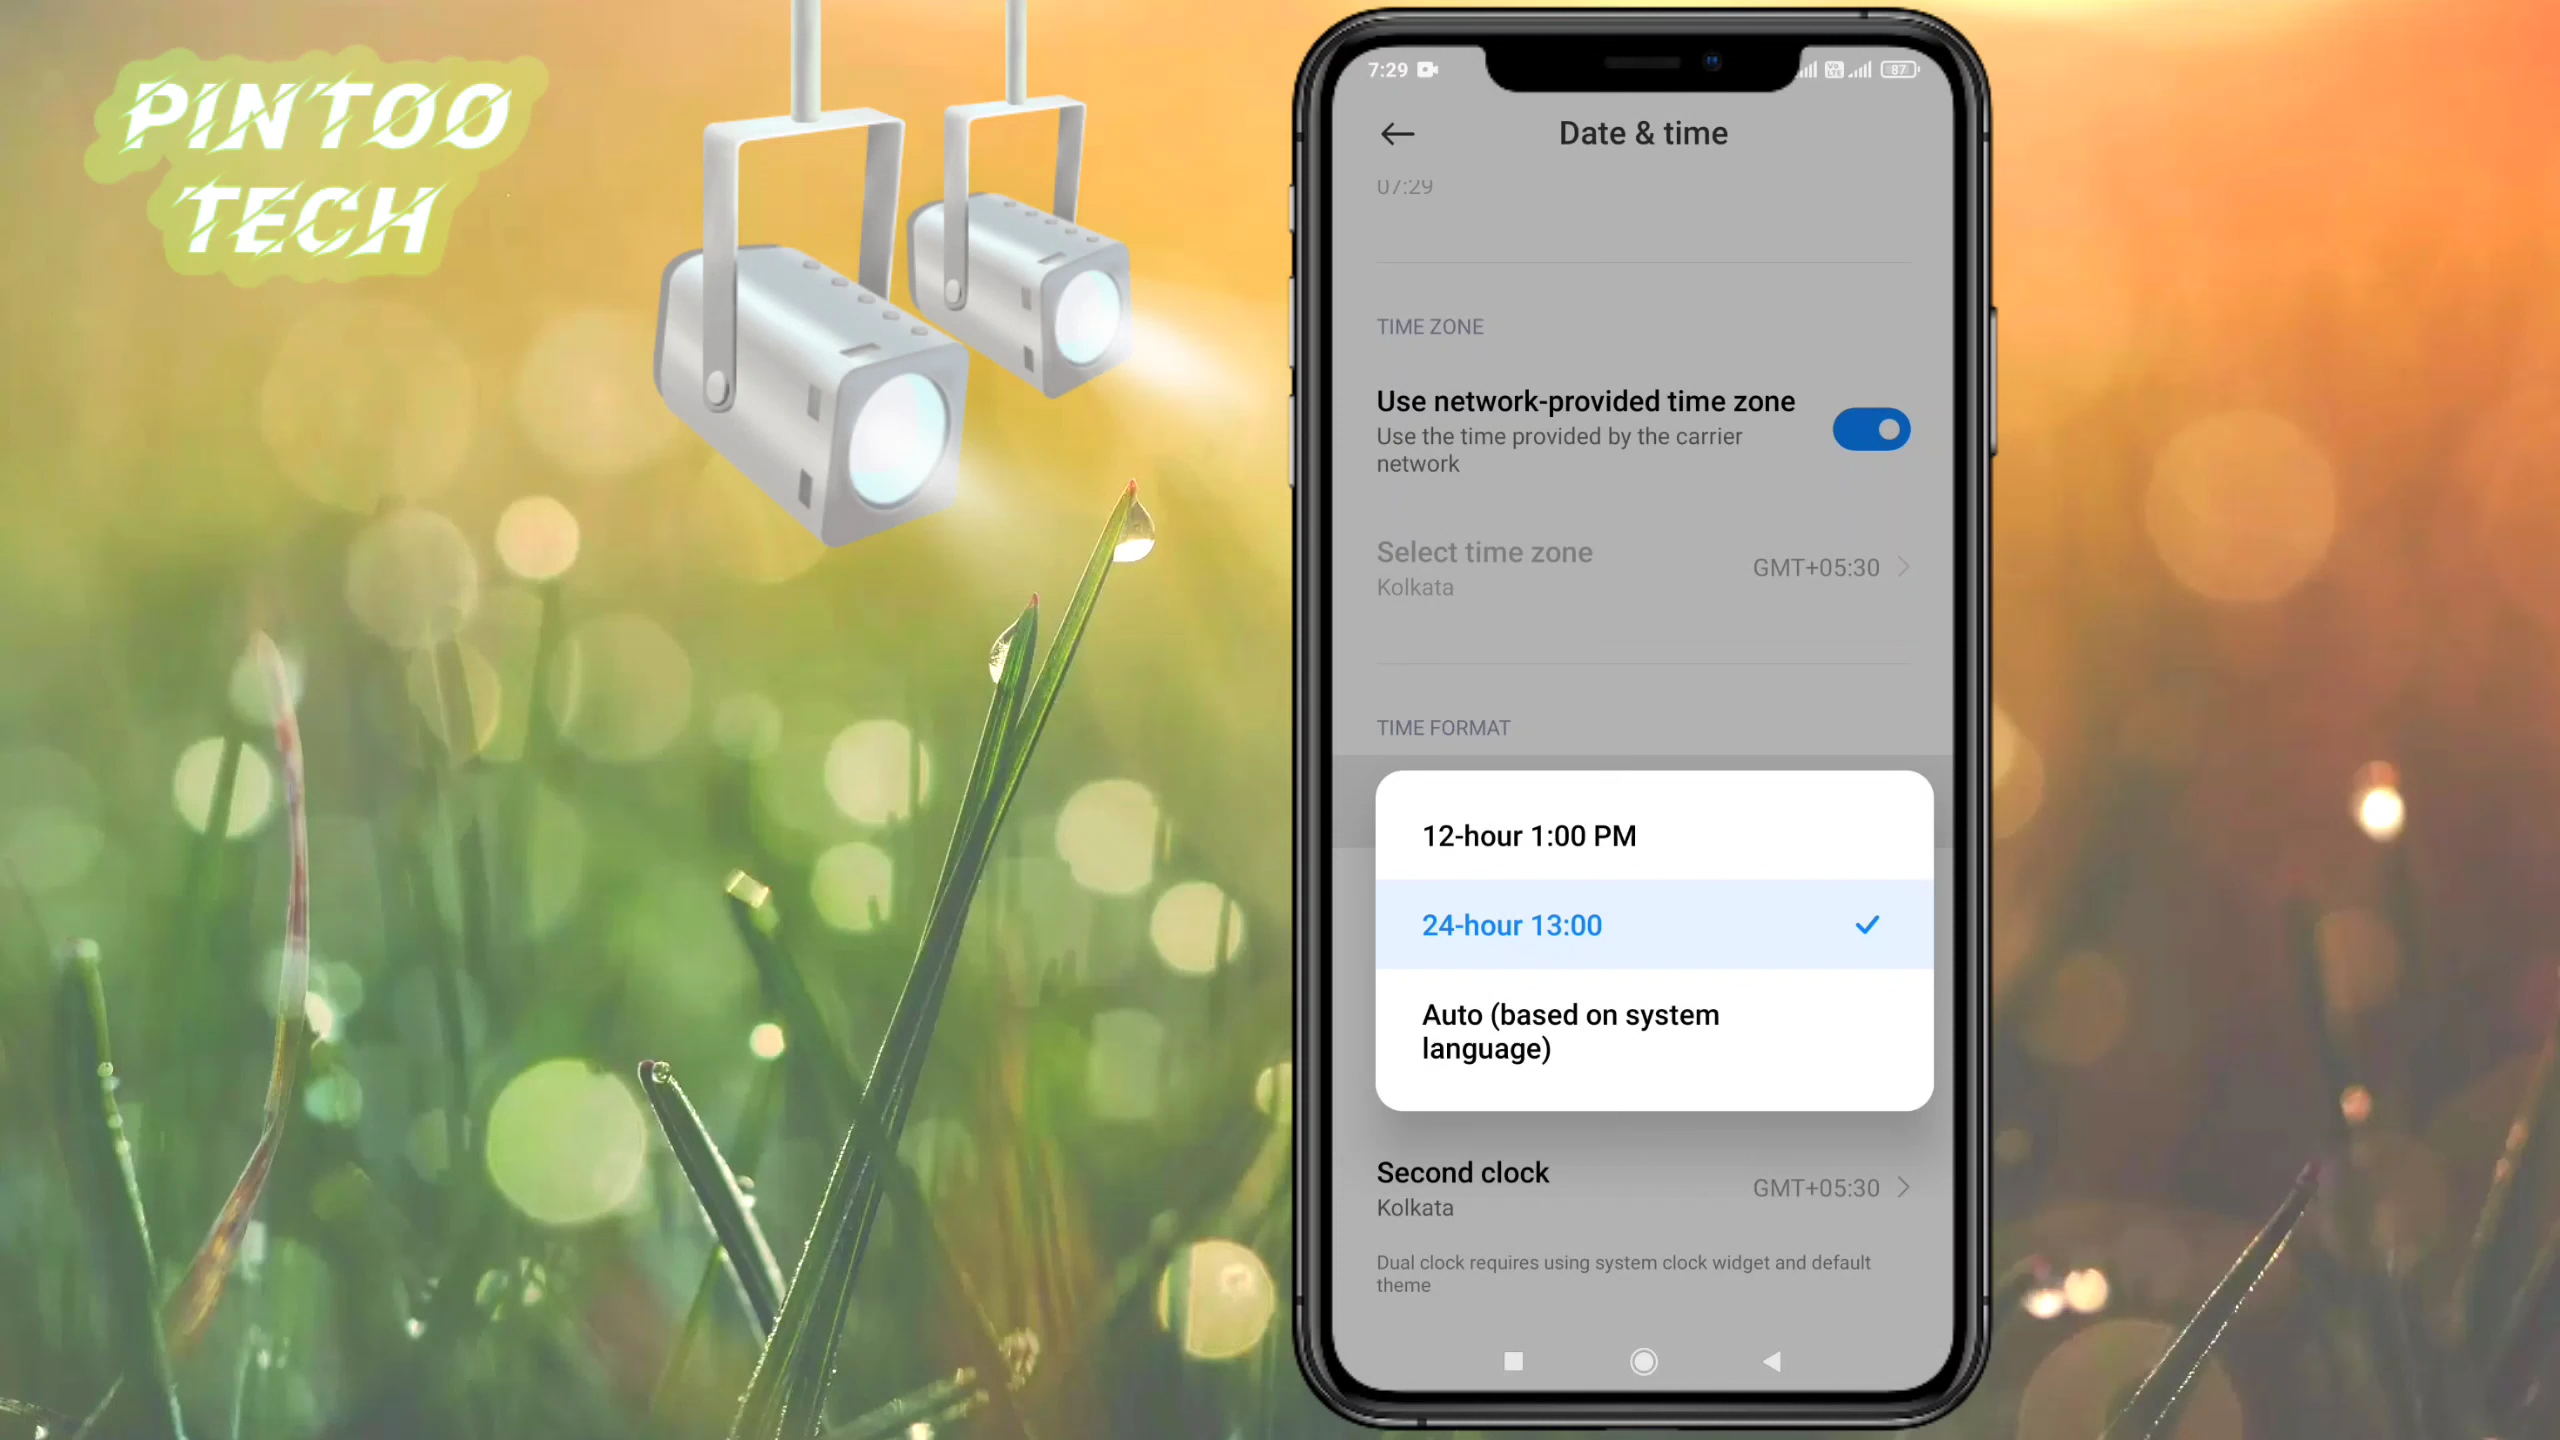 PINTOO
TECH
7:29
87
Date & time
07:29
TIME ZONE
Use network-provided time zone
Use the time provided by the carrier
network
Select time zone
GMT+05:30
Kolkata
TIME FORMAT
12-hour 1:00 PM
24-hour 13:00
Auto (based on system
language)
Second clock
GMT+05:30
Kolkata
Dual clock requires using system clock widget and default
theme